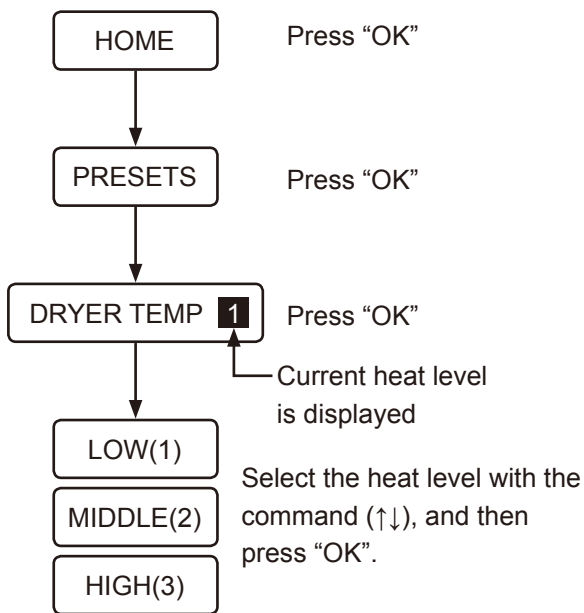 HOME
Press “OK”
PRESETS
Press “OK”
DRYER TEMP 1
Press “OK”
Current heat level
is displayed
LOW(1)
MIDDLE(2)
HIGH(3)
Select the heat level with the
command (↑↓), and then
press “OK”.